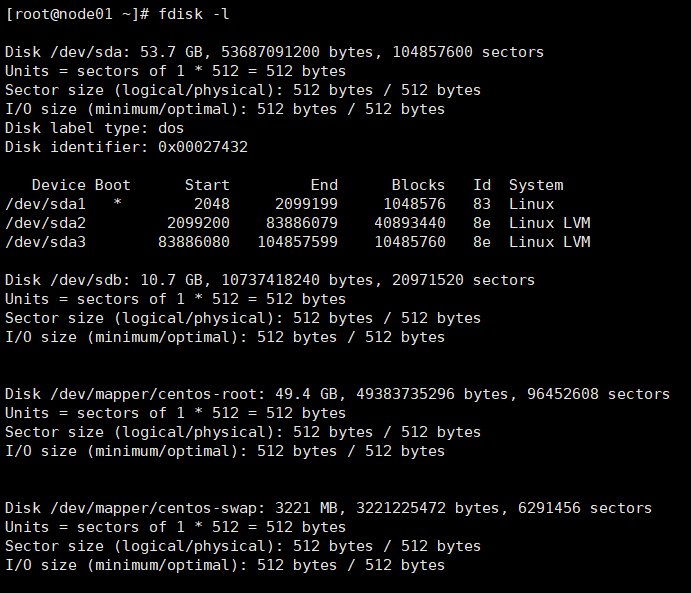 [root@node01 ~]# fdisk -l
Disk /dev/sda: 53.7 GB, 53687091200 bytes, 104857600 sectors
Units = sectors of 1 * 512 = 512 bytes
Sector size (logical/physical): 512 bytes / 512 bytes
I/O size (minimum/optimal): 512 bytes / 512 bytes
Disk label type: dos
Disk identifier: 0x00027432
Device Boot      Start         End      Blocks   Id  System
/dev/sda1   *        2048     2099199     1048576   83  Linux
/dev/sda2         2099200    83886079    40893440   8e  Linux LVM
/dev/sda3        83886080   104857599    10485760   8e  Linux LVM
Disk /dev/sdb: 10.7 GB, 10737418240 bytes, 20971520 sectors
Units = sectors of 1 * 512 = 512 bytes
Sector size (logical/physical): 512 bytes / 512 bytes
I/O size (minimum/optimal): 512 bytes / 512 bytes
Disk /dev/mapper/centos-root: 49.4 GB, 49383735296 bytes, 96452608 sectors
Units = sectors of 1 * 512 = 512 bytes
Sector size (logical/physical): 512 bytes / 512 bytes
I/O size (minimum/optimal): 512 bytes / 512 bytes
Disk /dev/mapper/centos-swap: 3221 MB, 3221225472 bytes, 6291456 sectors
Units = sectors of 1 * 512 = 512 bytes
Sector size (logical/physical): 512 bytes / 512 bytes
I/O size (minimum/optimal): 512 bytes / 512 bytes